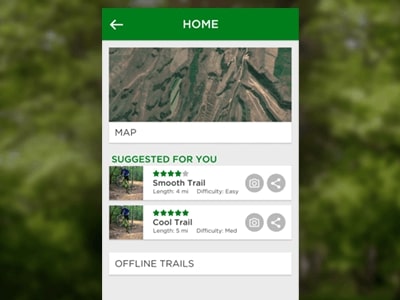 HOME
MAP
SUGGESTED FOR YOU
Smooth Trail
Length: 4 mi Difficulty: Easy
Cool Trail
Length: 5 mi Difficulty: Med
OFFLINE TRAILS